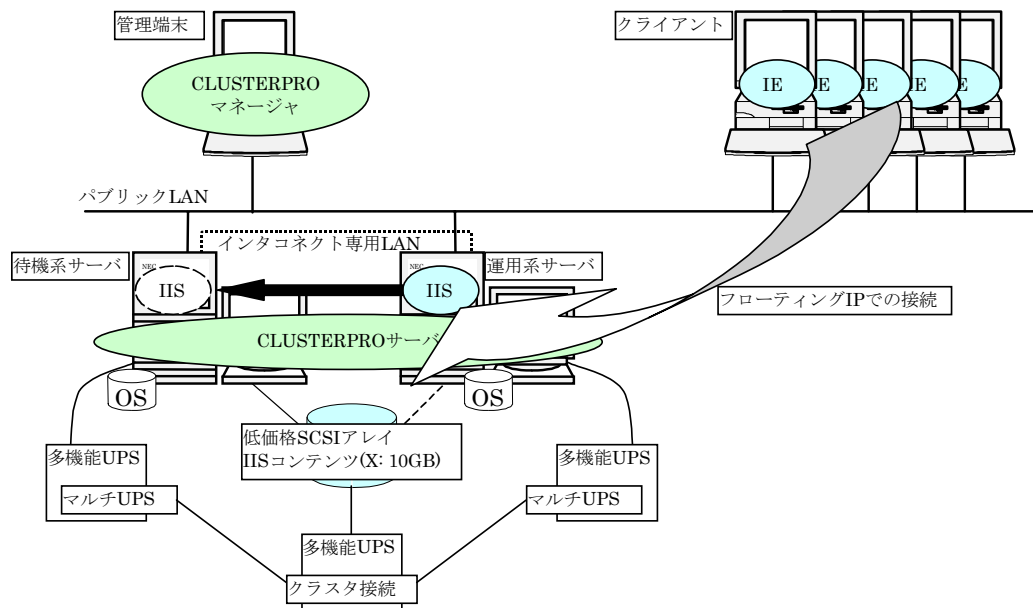 管理端末
クライアント
CLUSTERPRO
マネージャ
IE
E
E
E
E
パブリックLAN
インタコネクト専用LAN
待機系サーバ
NEC
IIS
NEC
IIS
運用系サーバ
フローティングIPでの接続
CLUSTERPROサーバ
OS
OS
低価格SCSIアレイ
IISコンテンツ(X: 10GB)
多機能UPS
マルチUPS
多機能UPS
マルチUPS
多機能UPS
クラスタ接続